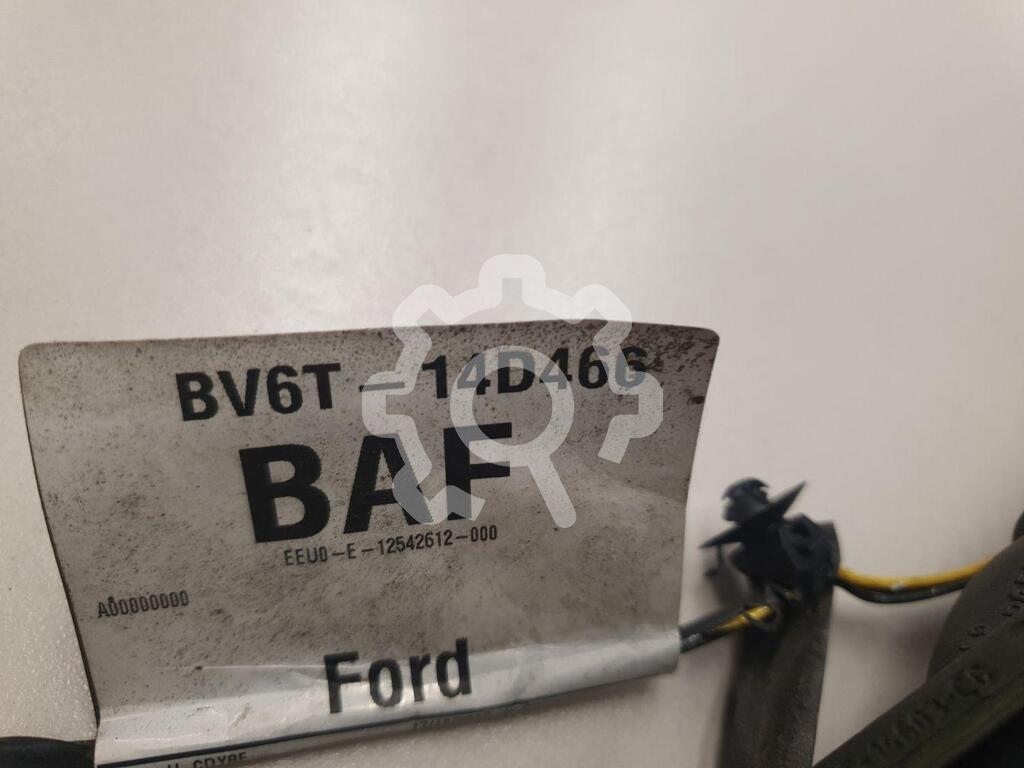 BV6T-14D466
BAF
EEU0-E-12542612-000
A00000000
Ford